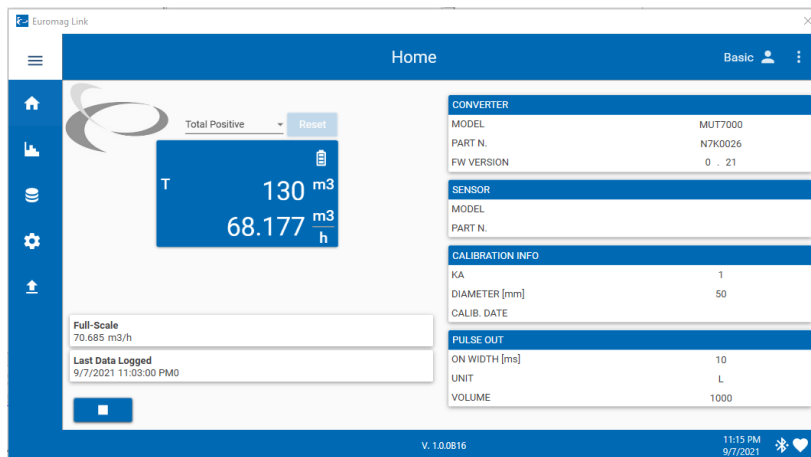 Euromag Link
Home
Basic
Total Positive
Reset
T
130 m3
68.177 m3
h
Full-Scale
70.685 m3/h
Last Data Logged
9/7/2021 11:03:00 PM0
CONVERTER
MODEL MUT7000
PART N. N7K0026
FW VERSION 0 . 21
SENSOR
MODEL
PART N.
CALIBRATION INFO
KA 1
DIAMETER [mm] 50
CALIB. DATE
PULSE OUT
ON WIDTH [ms] 10
UNIT L
VOLUME 1000
V. 1.0.0B16
11:15 PM
9/7/2021